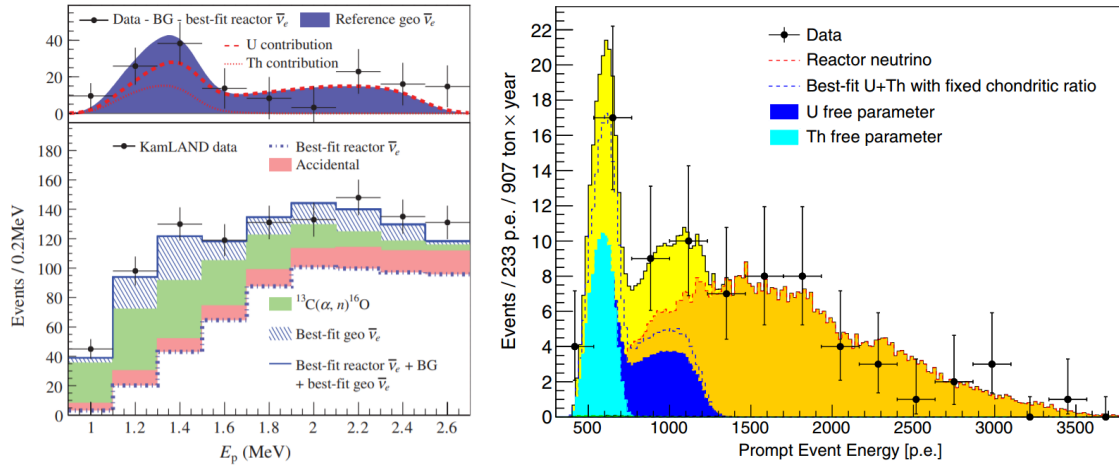 Data - BG - best-fit reactor ν̅e
Reference geo ν̅e
U contribution
Th contribution
40
20
0
KamLAND data
Best-fit reactor ν̅e
Accidental
¹³C(α, n)¹⁶O
Best-fit geo ν̅e
Best-fit reactor ν̅e + BG
+ best-fit geo ν̅e
Events / 0.2MeV
180
160
140
120
100
80
60
40
20
0
1 1.2 1.4 1.6 1.8 2 2.2 2.4 2.6
Ep (MeV)
Data
Reactor neutrino
Best-fit U+Th with fixed chondritic ratio
U free parameter
Th free parameter
Events / 233 p.e. / 907 ton × year
22
20
18
16
14
12
10
8
6
4
2
0
500 1000 1500 2000 2500 3000 3500
Prompt Event Energy [p.e.]